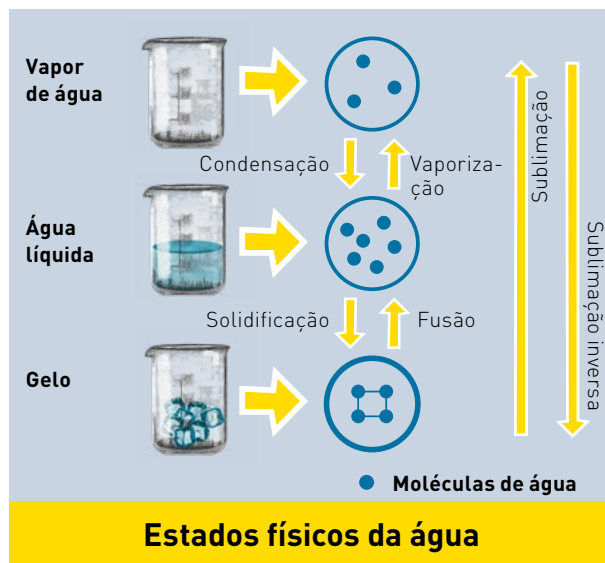 Vapor
de água
Condensação
Vaporiza-
ção
Sublimação
Sublimação inversa
Água
líquida
Solidificação
Fusão
Gelo
Moléculas de água
Estados físicos da água